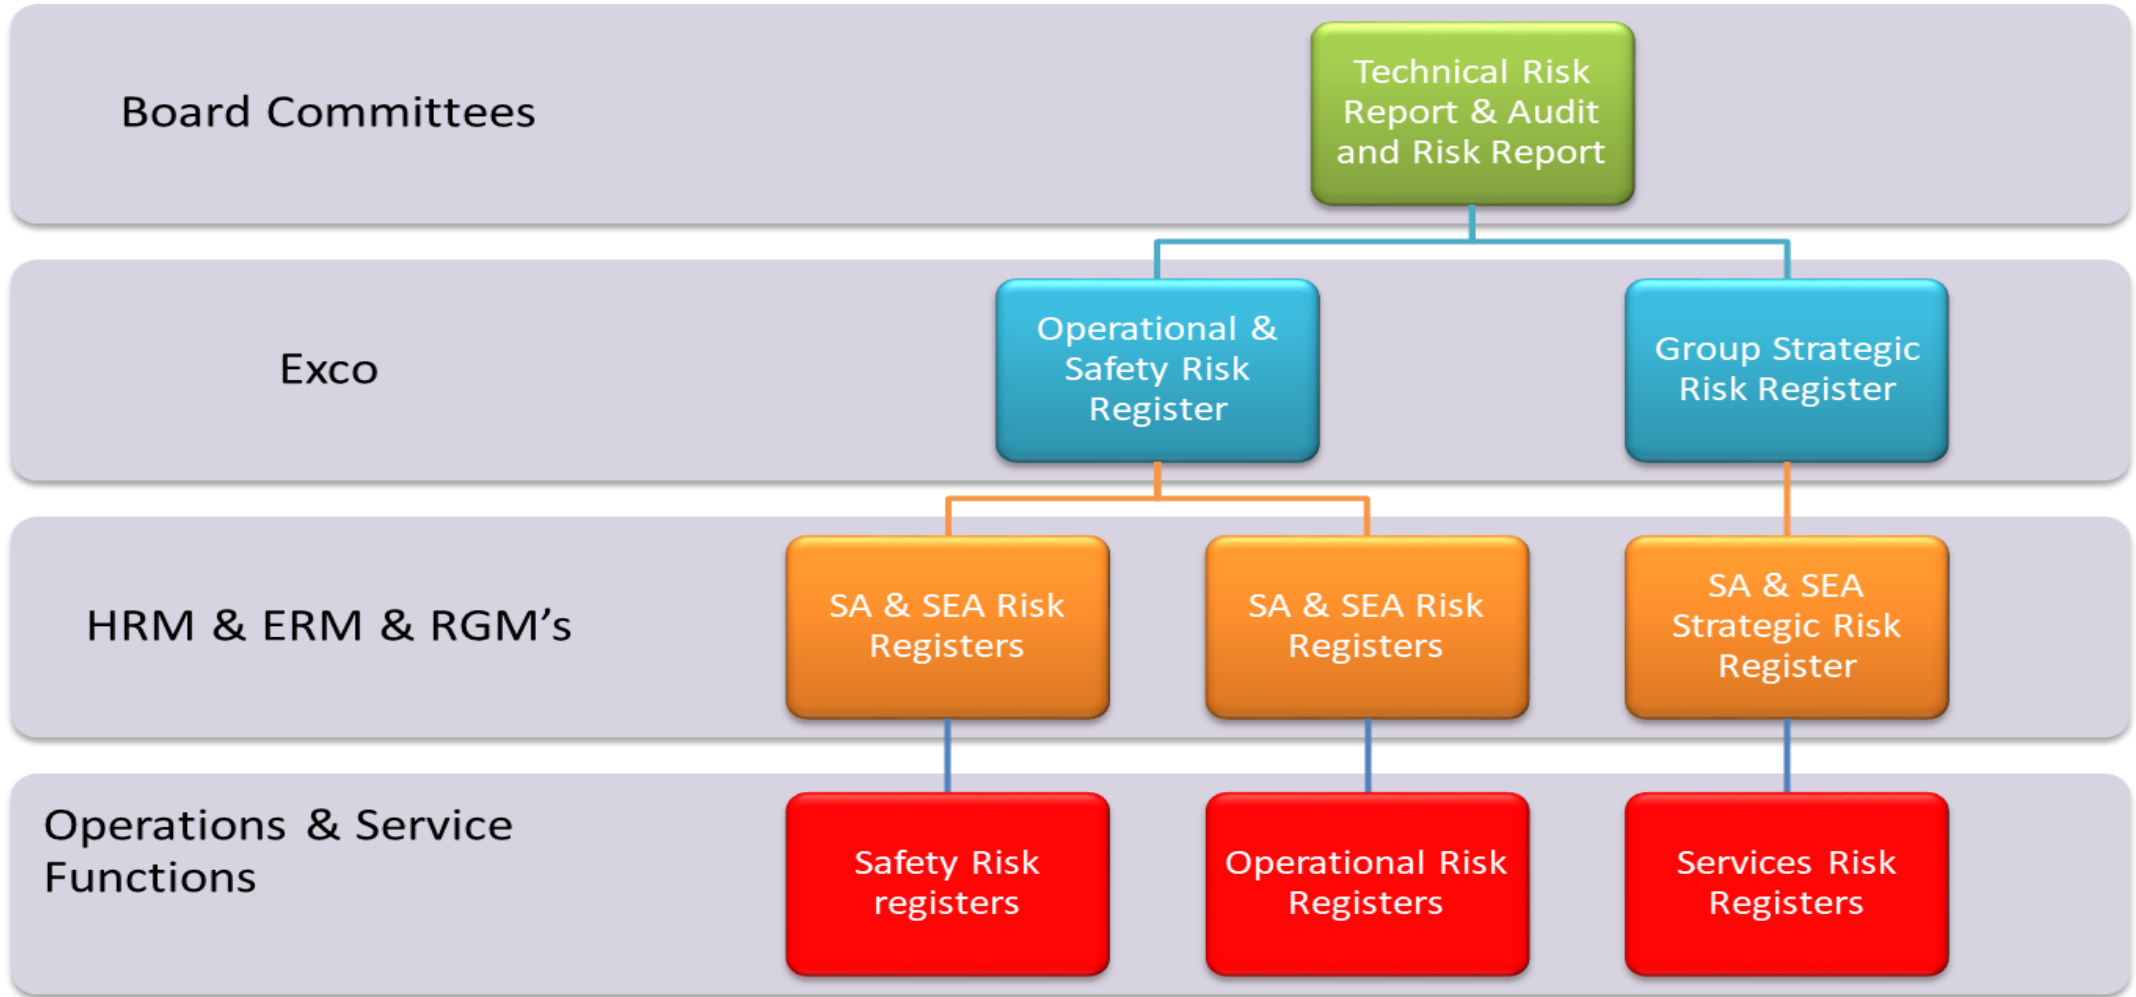 Board Committees
Technical Risk
Report & Audit
and Risk Report
Exco
Operational &
Safety Risk
Register
Group Strategic
Risk Register
HRM & ERM & RGM’s
SA & SEA Risk
Registers
SA & SEA Risk
Registers
SA & SEA
Strategic Risk
Register
Operations & Service
Functions
Safety Risk
registers
Operational Risk
Registers
Services Risk
Registers